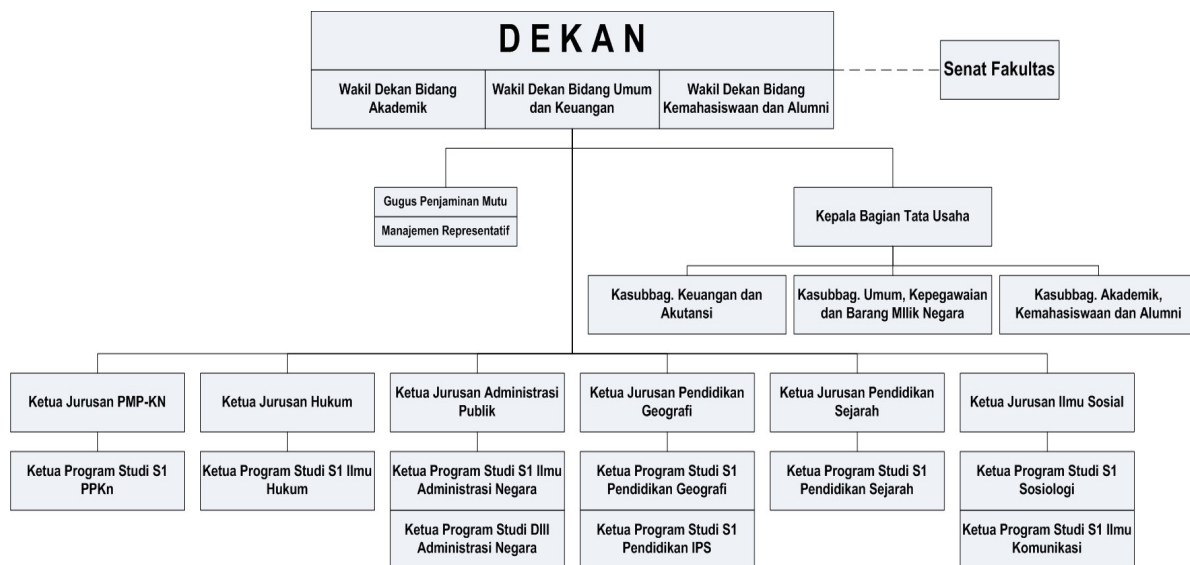 DEKAN
Senat Fakultas
Wakil Dekan Bidang
Akademik
Wakil Dekan Bidang Umum
dan Keuangan
Wakil Dekan Bidang
Kemahasiswaan dan Alumni
Gugus Penjaminan Mutu
Manajemen Representatif
Kepala Bagian Tata Usaha
Kasubbag. Keuangan dan
Akutansi
Kasubbag. Umum, Kepegawaian
dan Barang MIlik Negara
Kasubbag. Akademik,
Kemahasiswaan dan Alumni
Ketua Jurusan PMP-KN
Ketua Jurusan Hukum
Ketua Jurusan Administrasi
Publik
Ketua Jurusan Pendidikan
Geografi
Ketua Jurusan Pendidikan
Sejarah
Ketua Jurusan Ilmu Sosial
Ketua Program Studi S1
PPKn
Ketua Program Studi S1 Ilmu
Hukum
Ketua Program Studi S1 Ilmu
Administrasi Negara
Ketua Program Studi S1
Pendidikan Geografi
Ketua Program Studi S1
Pendidikan Sejarah
Ketua Program Studi S1
Sosiologi
Ketua Program Studi DIII
Administrasi Negara
Ketua Program Studi S1
Pendidikan IPS
Ketua Program Studi S1 Ilmu
Komunikasi